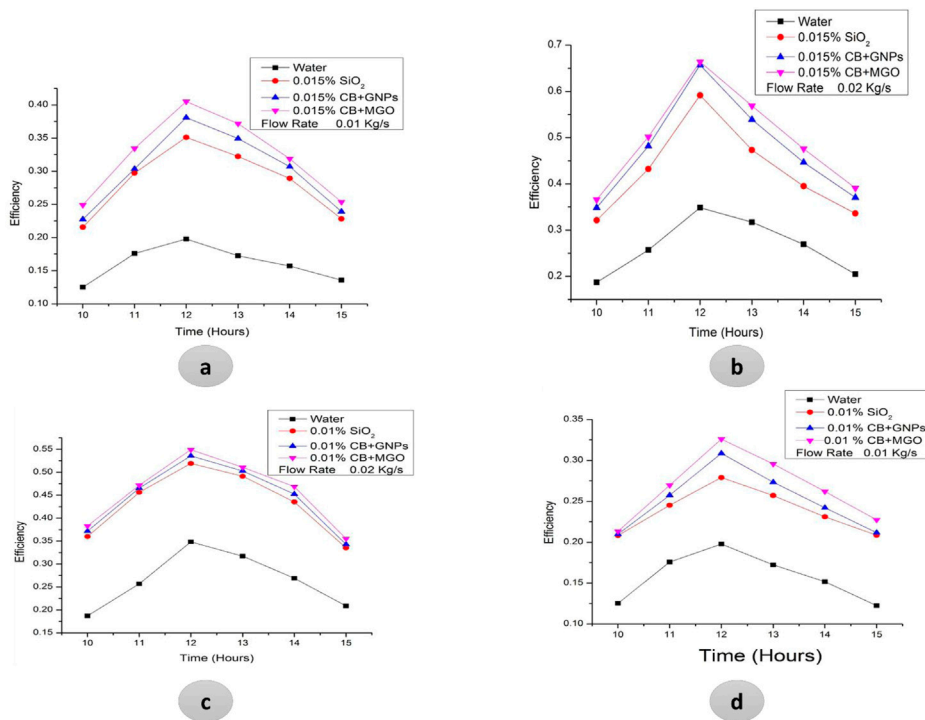 Water
0.015% SiO₂
0.015% CB+GNPs
0.015% CB+MGO
Flow Rate 0.01 Kg/s
0.40
0.35
0.30
0.25
0.20
0.15
0.10
Efficiency
10 11 12 13 14 15
Time (Hours)
a
Water
0.015% SiO₂
0.015% CB+GNPs
0.015% CB+MGO
Flow Rate 0.02 Kg/s
0.7
0.6
0.5
0.4
0.3
0.2
Efficiency
10 11 12 13 14 15
Time (Hours)
b
Water
0.01% SiO₂
0.01% CB+GNPs
0.01% CB+MGO
Flow Rate 0.02 Kg/s
0.55
0.50
0.45
0.40
0.35
0.30
0.25
0.20
0.15
Efficiency
10 11 12 13 14 15
Time (Hours)
c
Water
0.01% SiO₂
0.01% CB+GNPs
0.01 % CB+MGO
Flow Rate 0.01 Kg/s
0.35
0.30
0.25
0.20
0.15
0.10
Efficiency
10 11 12 13 14 15
Time (Hours)
d